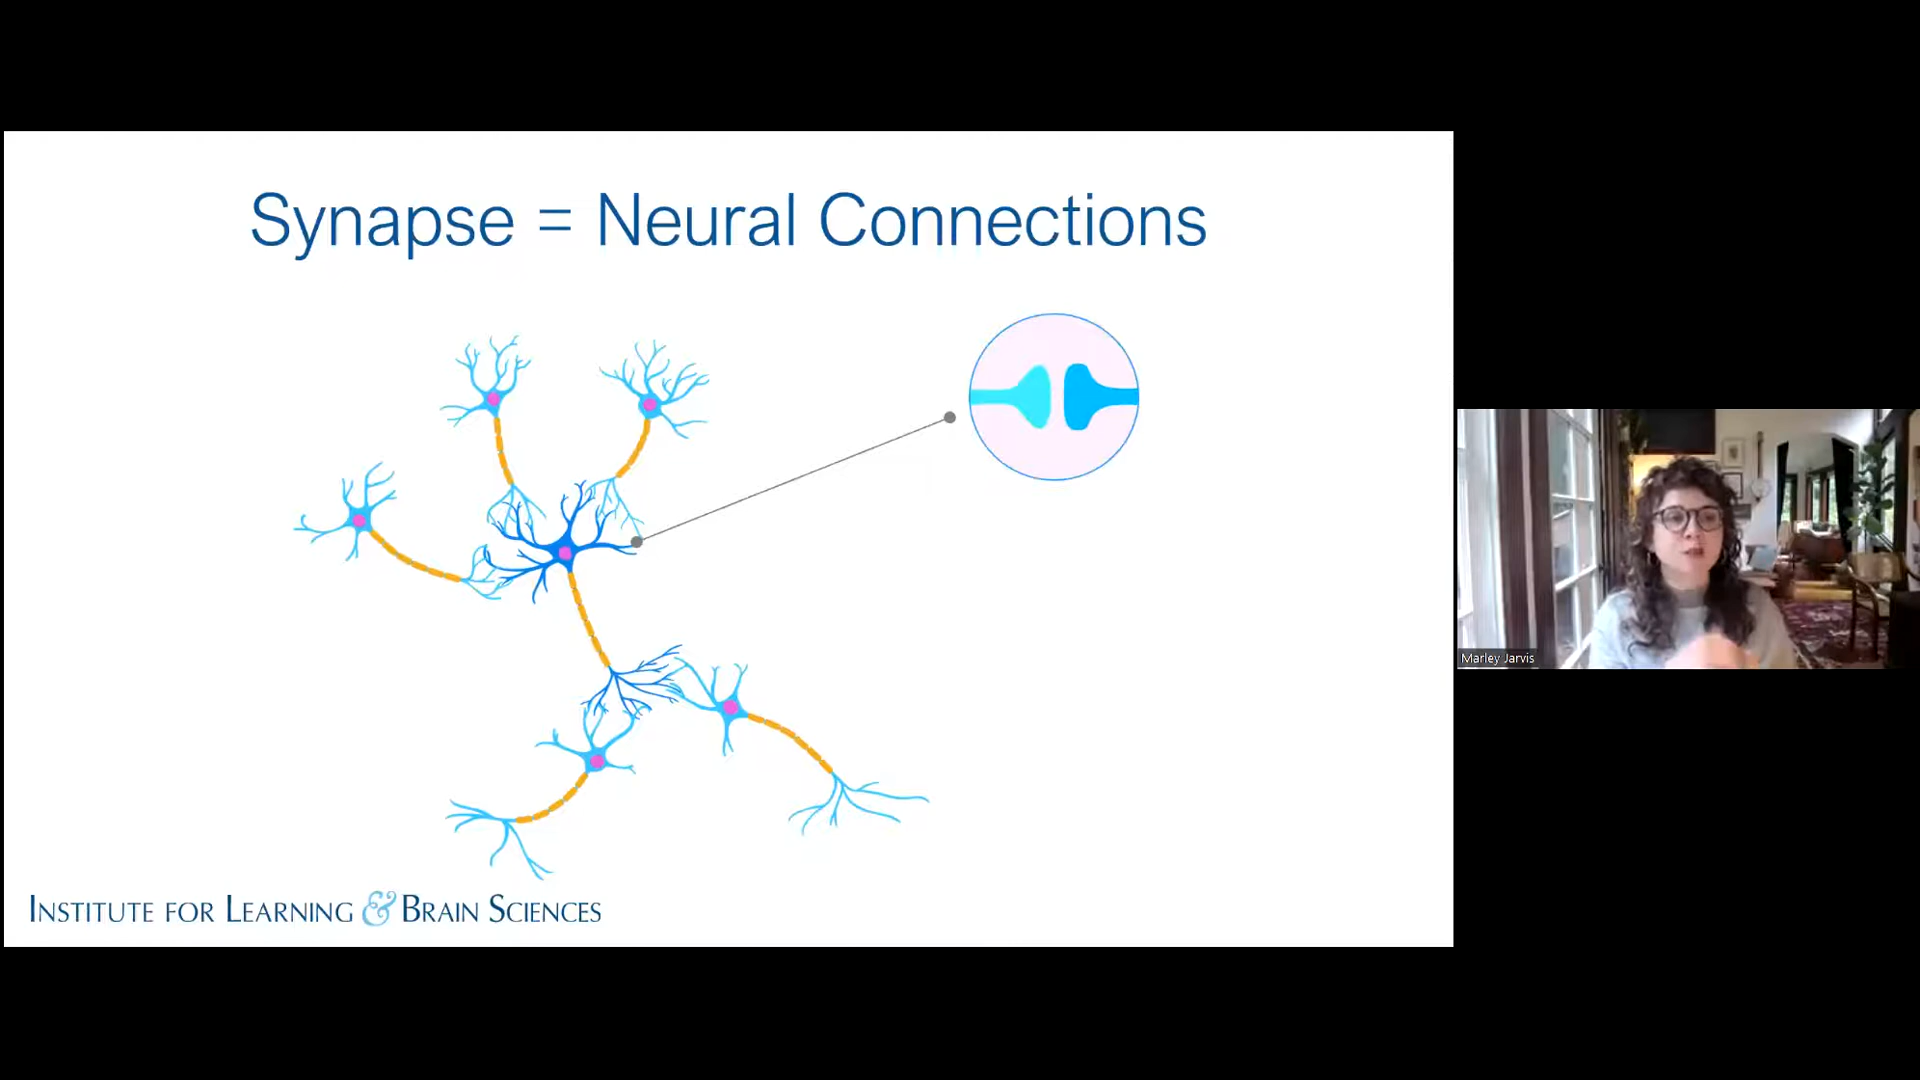 Synapse = Neural Connections
Marley Jarvis
INSTITUTE FOR LEARNING & BRAIN SCIENCES